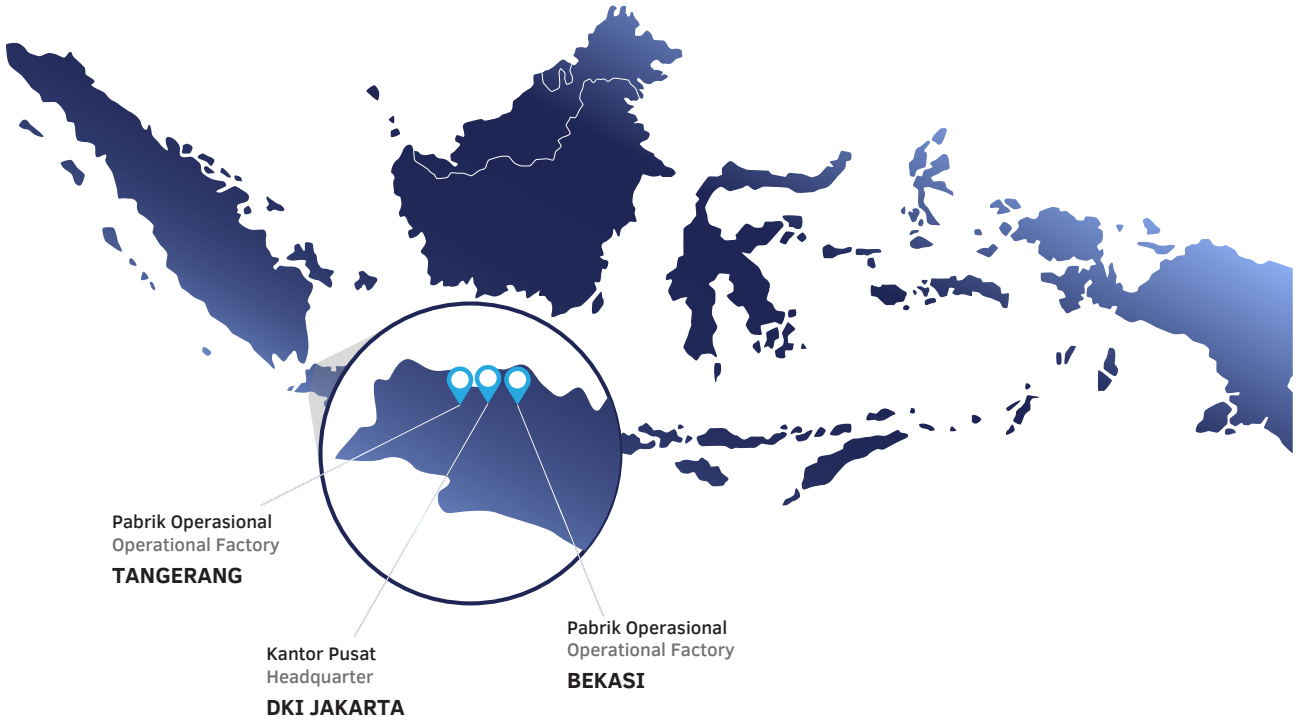 Pabrik Operasional
Operational Factory
TANGERANG
Kantor Pusat
Headquarter
DKI JAKARTA
Pabrik Operasional
Operational Factory
BEKASI